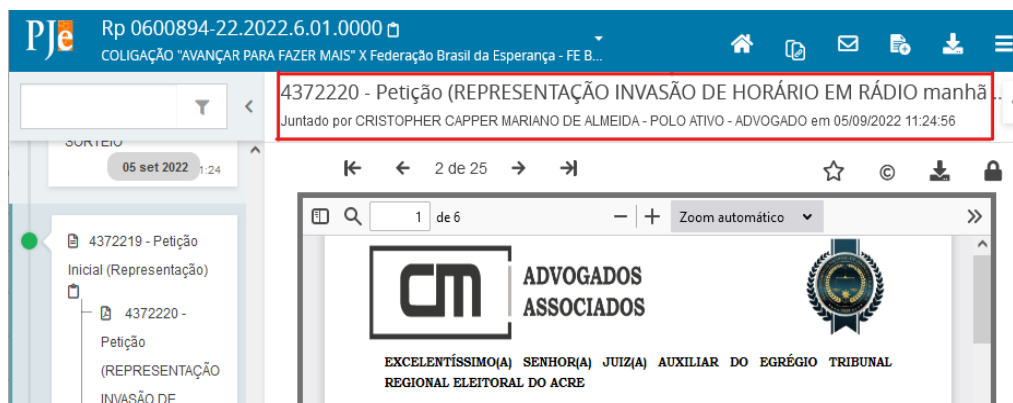 PJe
Rp 0600894-22.2022.6.01.0000
COLIGAÇÃO "AVANÇAR PARA FAZER MAIS" X Federação Brasil da Esperança - FE B...
4372220 - Petição (REPRESENTAÇÃO INVASÃO DE HORÁRIO EM RÁDIO manhã ...
Juntado por CRISTOPHER CAPPER MARIANO DE ALMEIDA - POLO ATIVO - ADVOGADO em 05/09/2022 11:24:56
SORTEIO
05 set 2022 1:24
2 de 25
1 de 6
Zoom automático
4372219 - Petição
Inicial (Representação)
4372220 -
Petição
(REPRESENTAÇÃO
INVASÃO DE
cm
ADVOGADOS
ASSOCIADOS
EXCELENTÍSSIMO(A) SENHOR(A) JUIZ(A) AUXILIAR DO EGRÉGIO TRIBUNAL
REGIONAL ELEITORAL DO ACRE